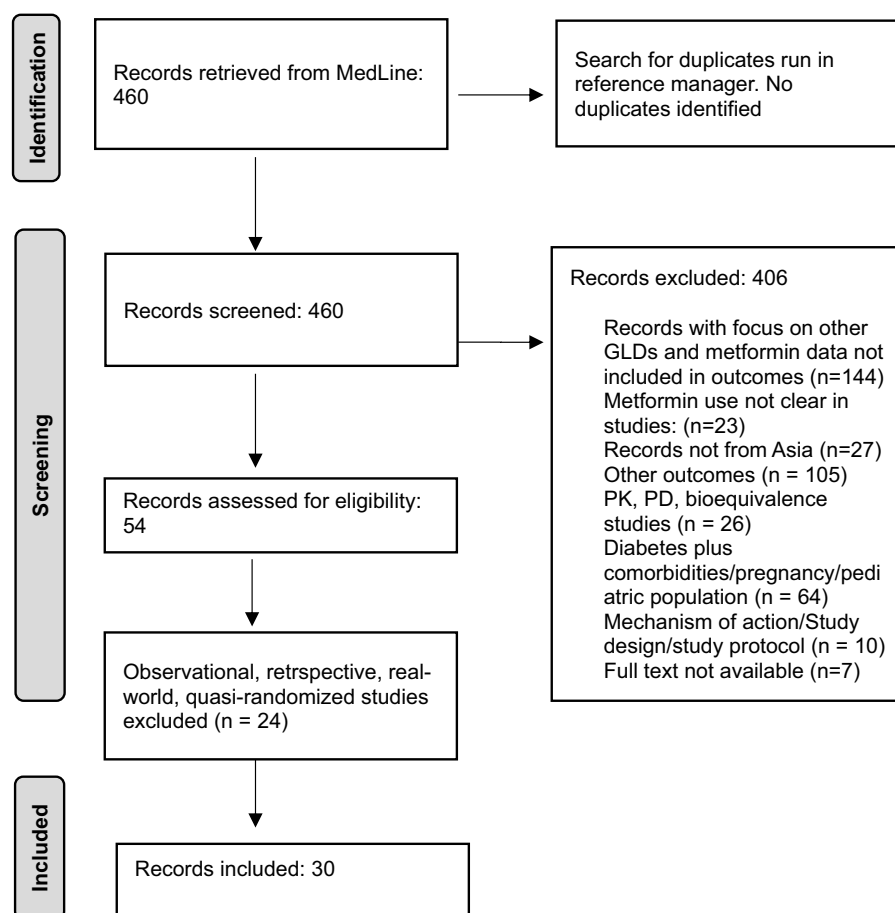 Identification
Records retrieved from MedLine:
460
Search for duplicates run in
reference manager. No
duplicates identified
Screening
Records screened: 460
Records excluded: 406
Records with focus on other
GLDs and metformin data not
included in outcomes (n=144)
Metformin use not clear in
studies: (n=23)
Records not from Asia (n=27)
Other outcomes (n = 105)
PK, PD, bioequivalence
studies (n = 26)
Diabetes plus
comorbidities/pregnancy/pedi
atric population (n = 64)
Mechanism of action/Study
design/study protocol (n = 10)
Full text not available (n=7)
Records assessed for eligibility:
54
Observational, retrspective, real-
world, quasi-randomized studies
excluded (n = 24)
Included
Records included: 30